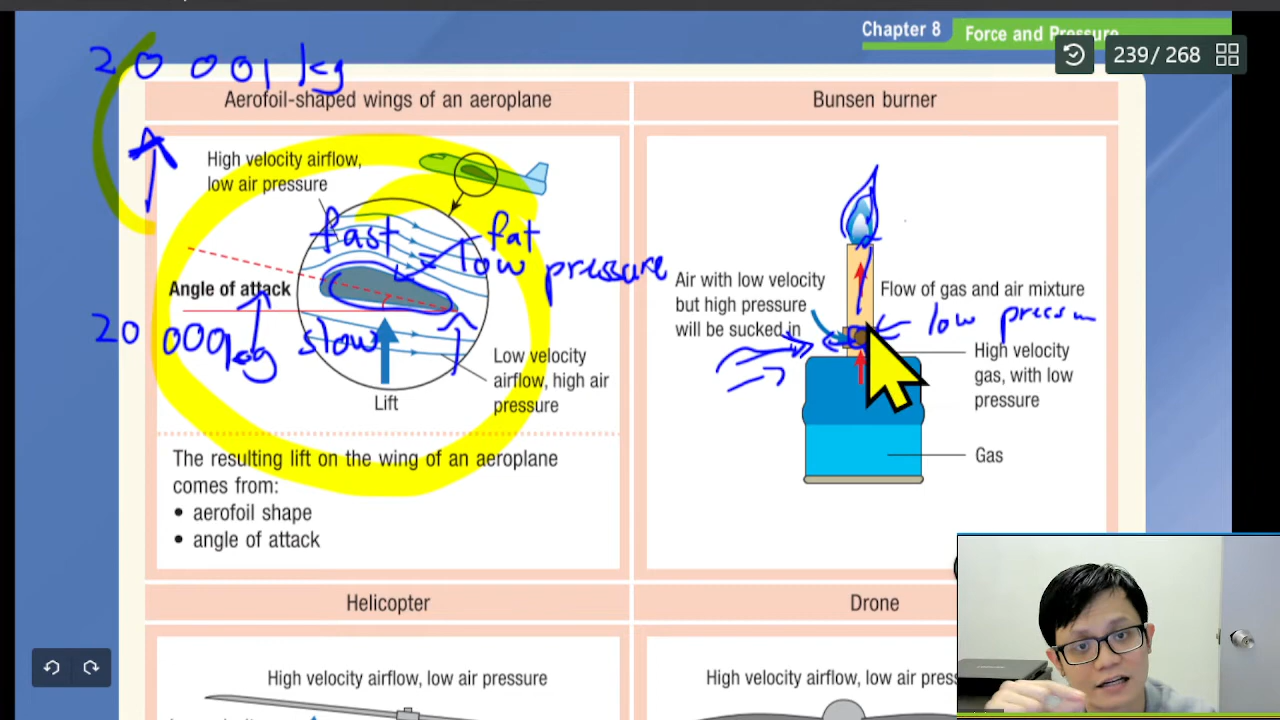 Chapter 8
Force and Pressure
239 / 268
20 001 kg
Aerofoil-shaped wings of an aeroplane
High velocity airflow,
low air pressure
fast
fat
low pressure
Angle of attack
20 000 kg
slow
Low velocity
airflow, high air
pressure
Lift
The resulting lift on the wing of an aeroplane
comes from:
• aerofoil shape
• angle of attack
Bunsen burner
Air with low velocity
but high pressure
will be sucked in
Flow of gas and air mixture
low
High velocity
gas, with low
pressure
Gas
Helicopter
High velocity airflow, low air pressure
Drone
High velocity airflow, low air